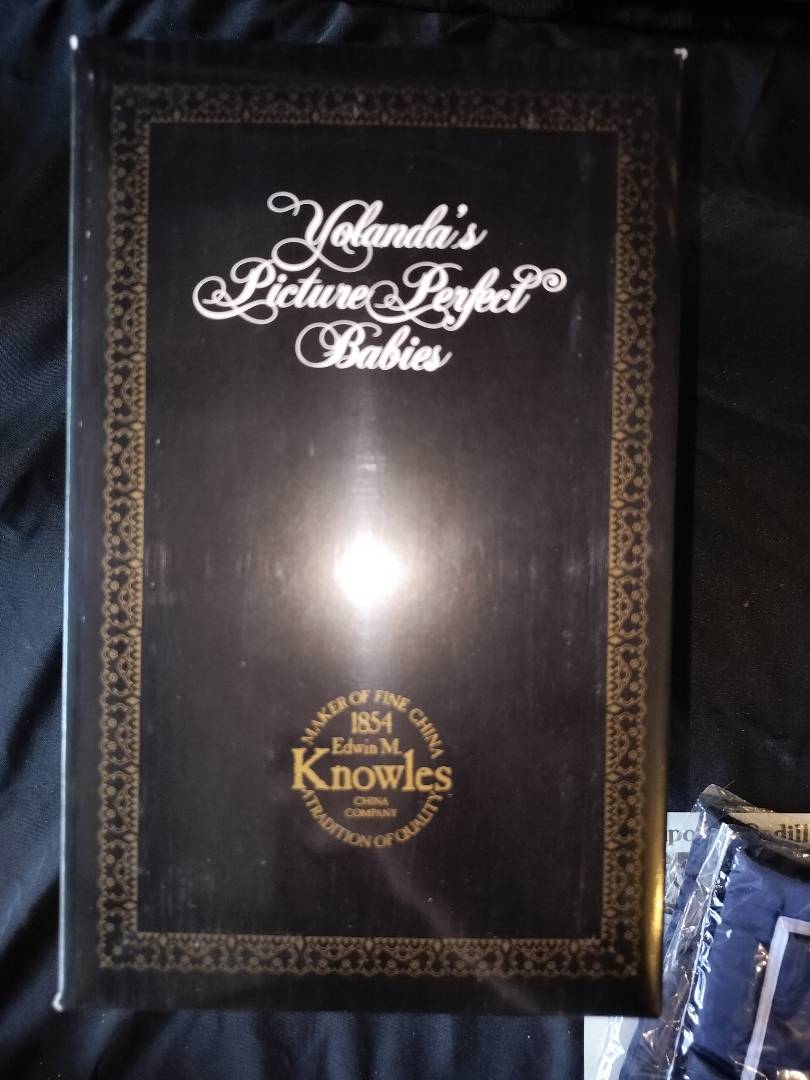 Yolanda's
Picture Perfect
Babies
MAKER OF FINE CHINA
1854
Edwin M.
Knowles
CHINA
COMPANY
A TRADITION OF QUALITY